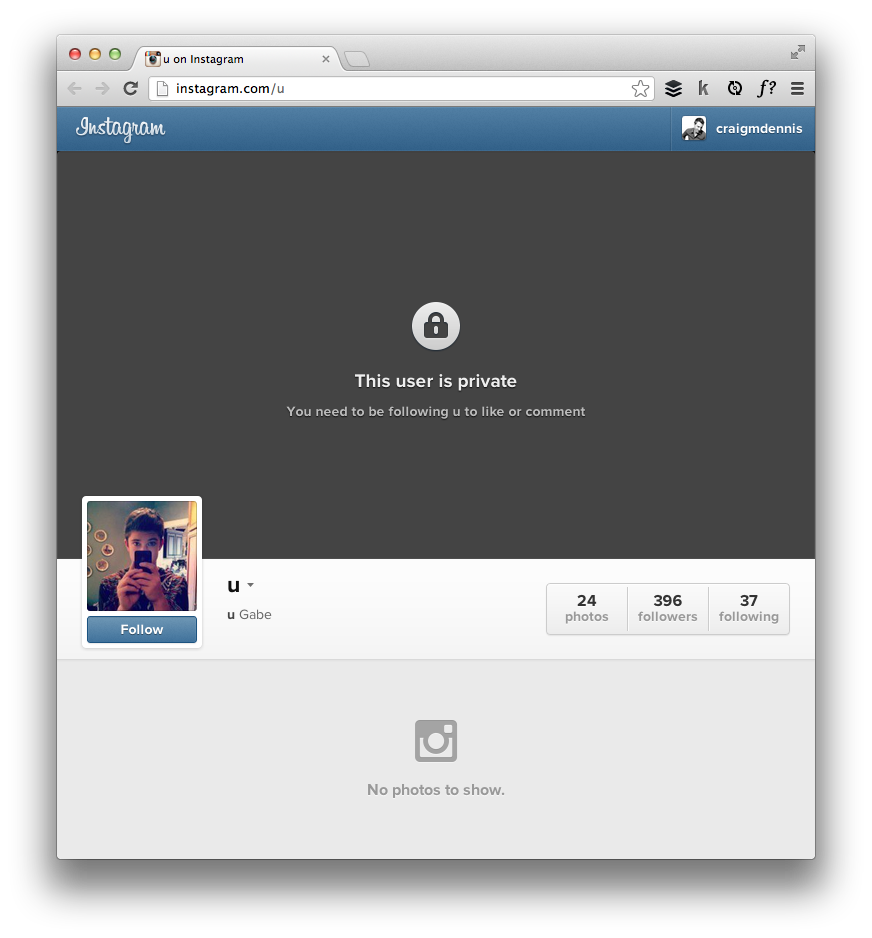 u on Instagram
instagram.com/u
k
f?
Instagram
craigmdennis
This user is private
You need to be following u to like or comment
u
u Gabe
Follow
24 photos
396 followers
37 following
No photos to show.